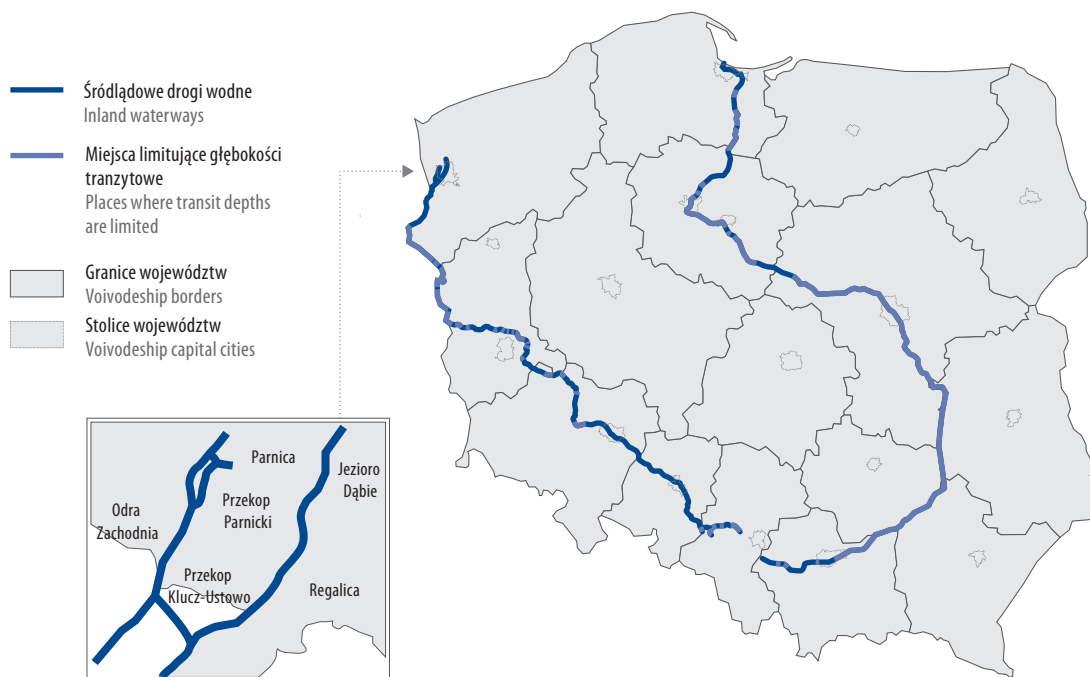 Śródlądowe drogi wodne
Inland waterways
Miejsca limitujące głębokości
tranzytowe
Places where transit depths
are limited
Granice województw
Voivodeship borders
Stolice województw
Voivodeship capital cities
Parnica
Jezioro
Dąbie
Przekop
Parnicki
Odra
Zachodnia
Przekop
Klucz-Ustowo
Regalica